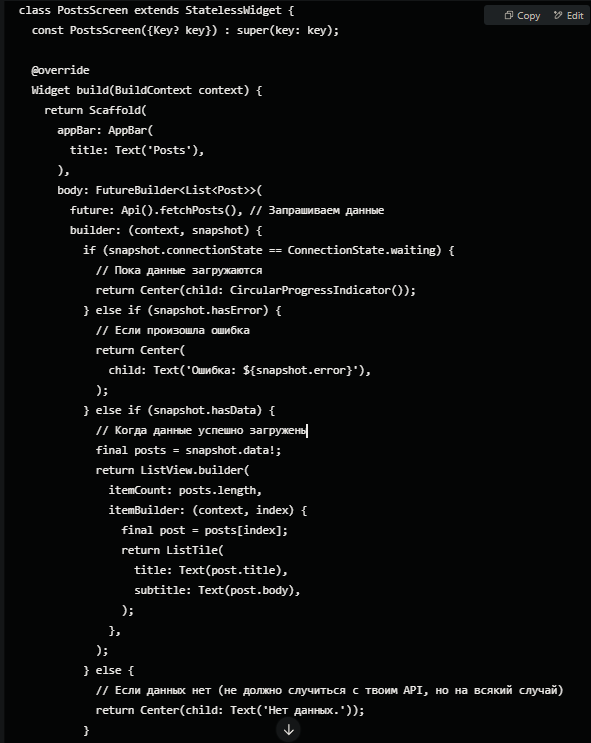 class PostsScreen extends StatelessWidget {
Copy Edit
const PostsScreen({Key? key}) : super(key: key);
@override
Widget build(BuildContext context) {
return Scaffold(
appBar: AppBar(
title: Text('Posts'),
),
body: FutureBuilder<List<Post>>(
future: Api().fetchPosts(), // Запрашиваем данные
builder: (context, snapshot) {
if (snapshot.connectionState == ConnectionState.waiting) {
// Пока данные загружаются
return Center(child: CircularProgressIndicator());
} else if (snapshot.hasError) {
// Если произошла ошибка
return Center(
child: Text('Ошибка: ${snapshot.error}'),
);
} else if (snapshot.hasData) {
// Когда данные успешно загружены
final posts = snapshot.data!;
return ListView.builder(
itemCount: posts.length,
itemBuilder: (context, index) {
final post = posts[index];
return ListTile(
title: Text(post.title),
subtitle: Text(post.body),
);
},
);
} else {
// Если данных нет (не должно случиться с твоим API, но на всякий случай)
return Center(child: Text('Нет данных.'));
}